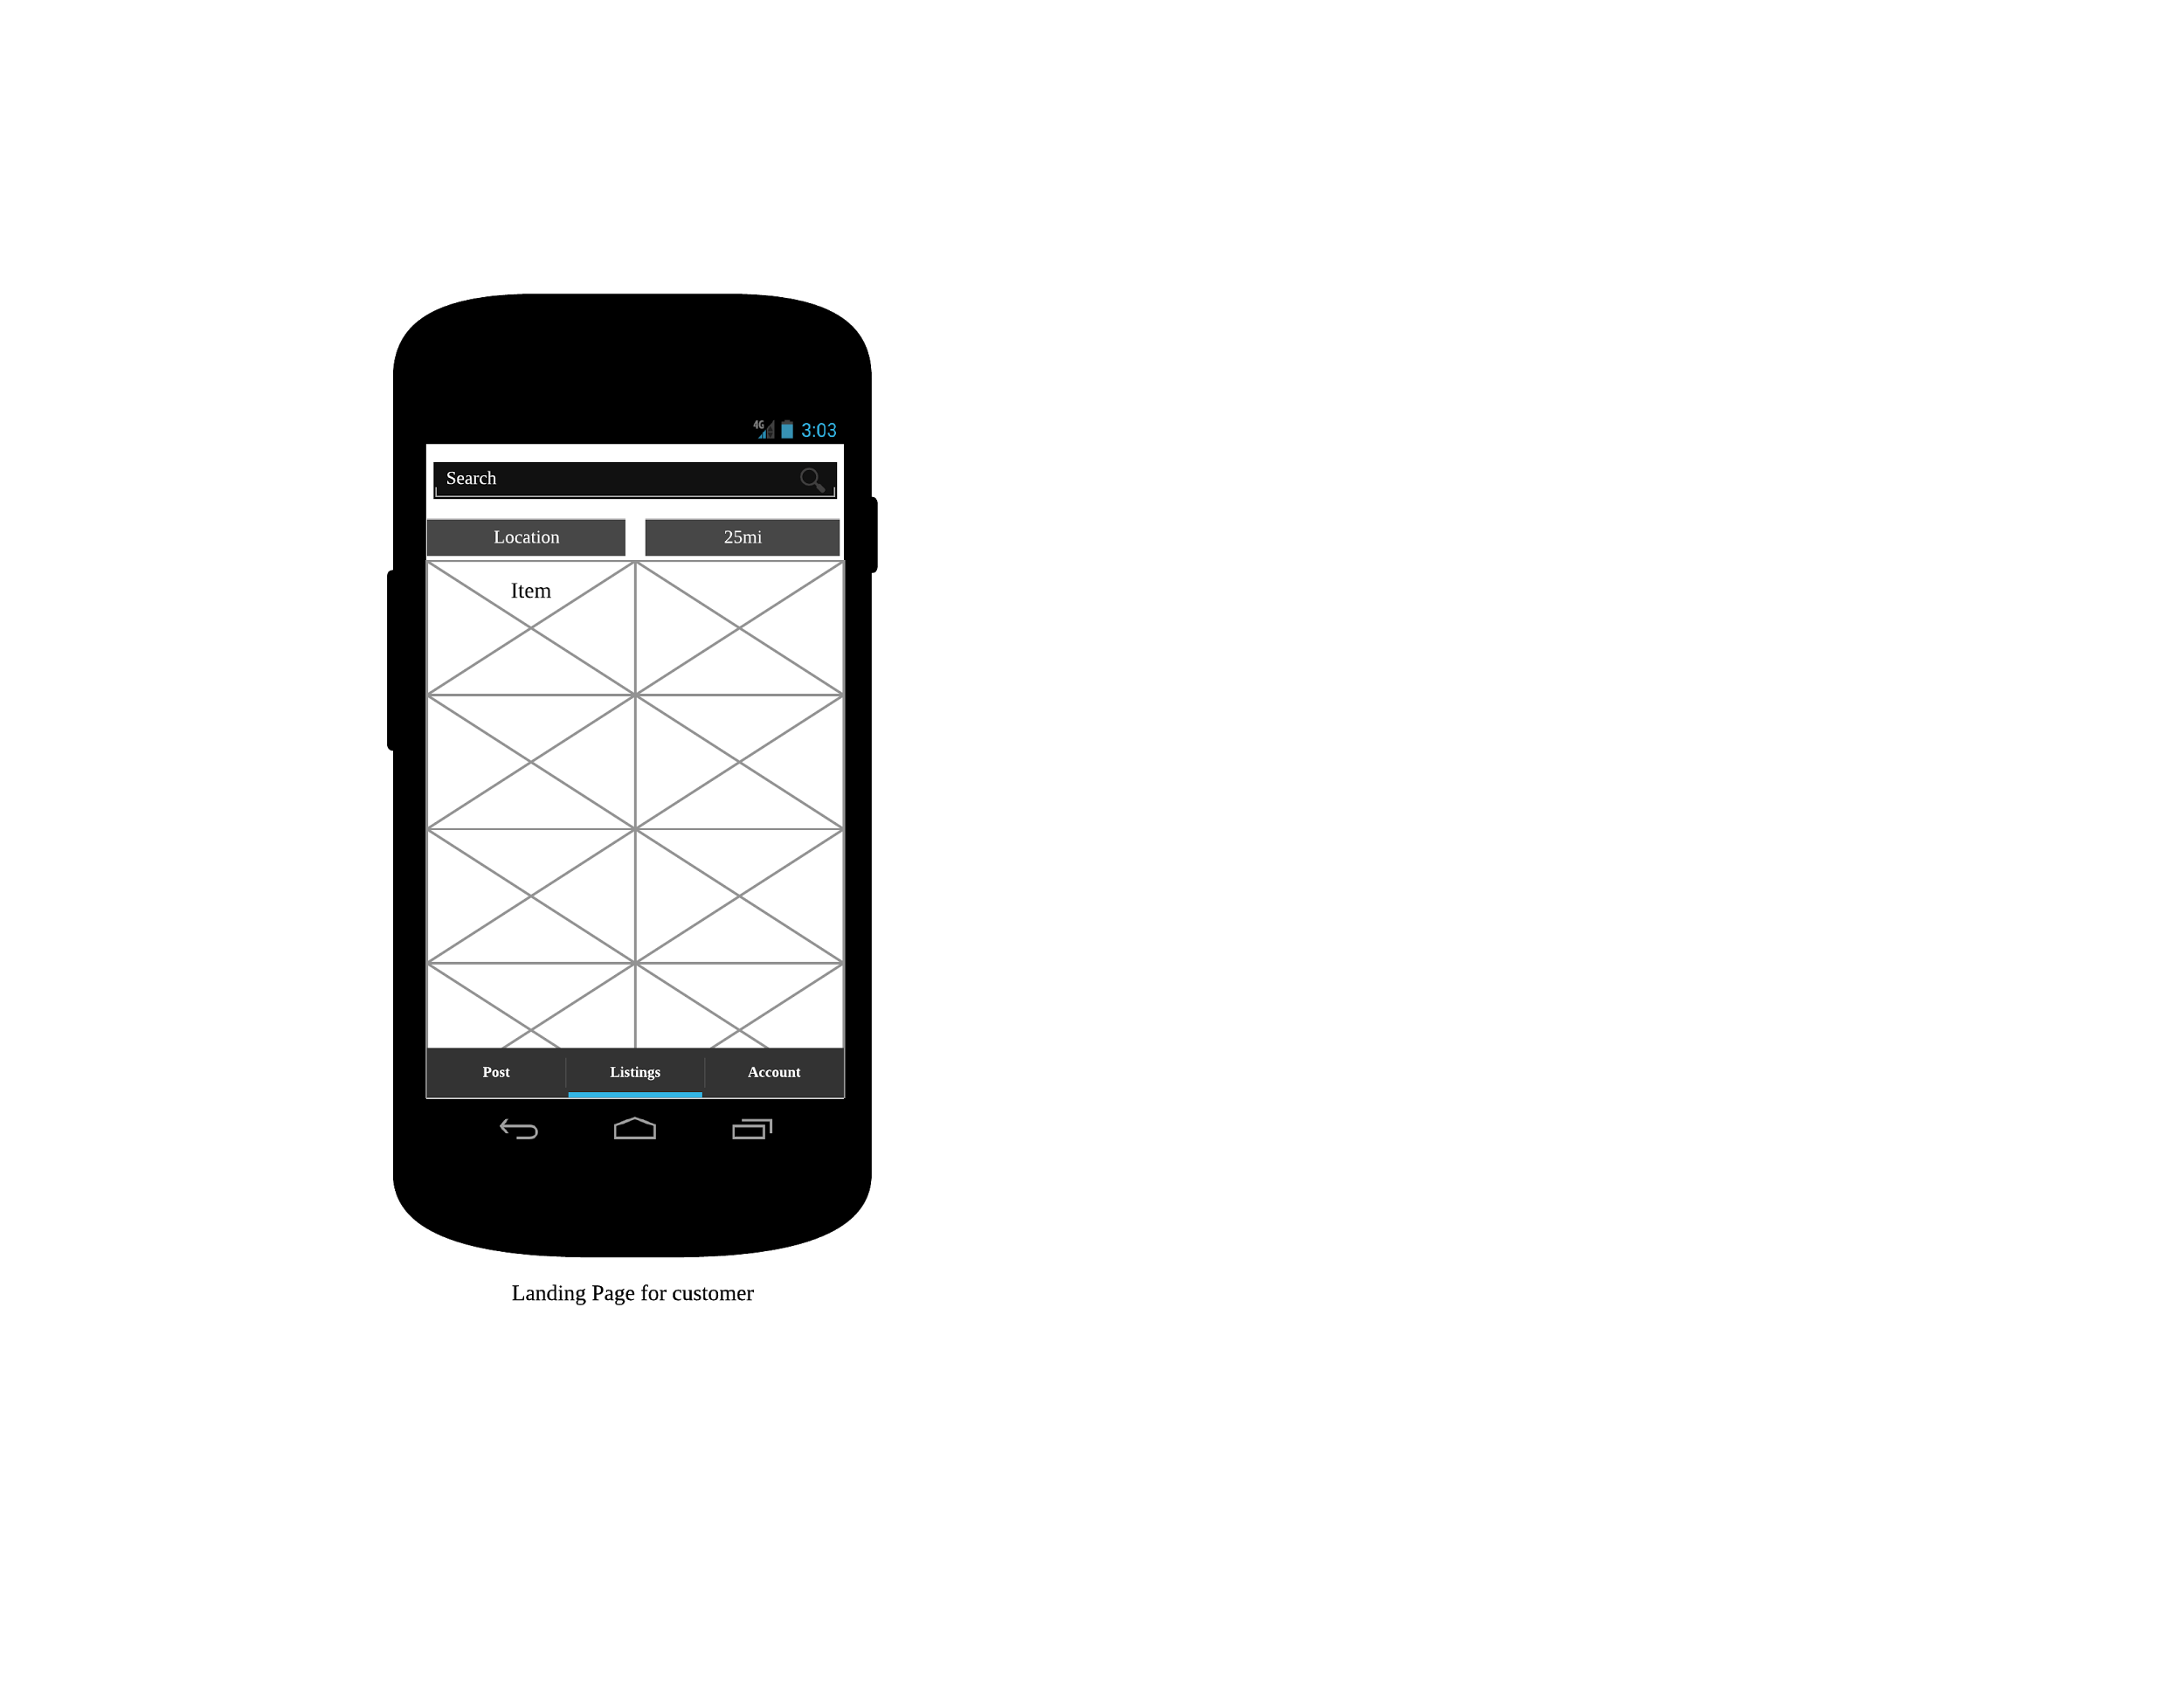 4G 3:03
Search
Location 25mi
Item
Post Listings Account
Landing Page for customer